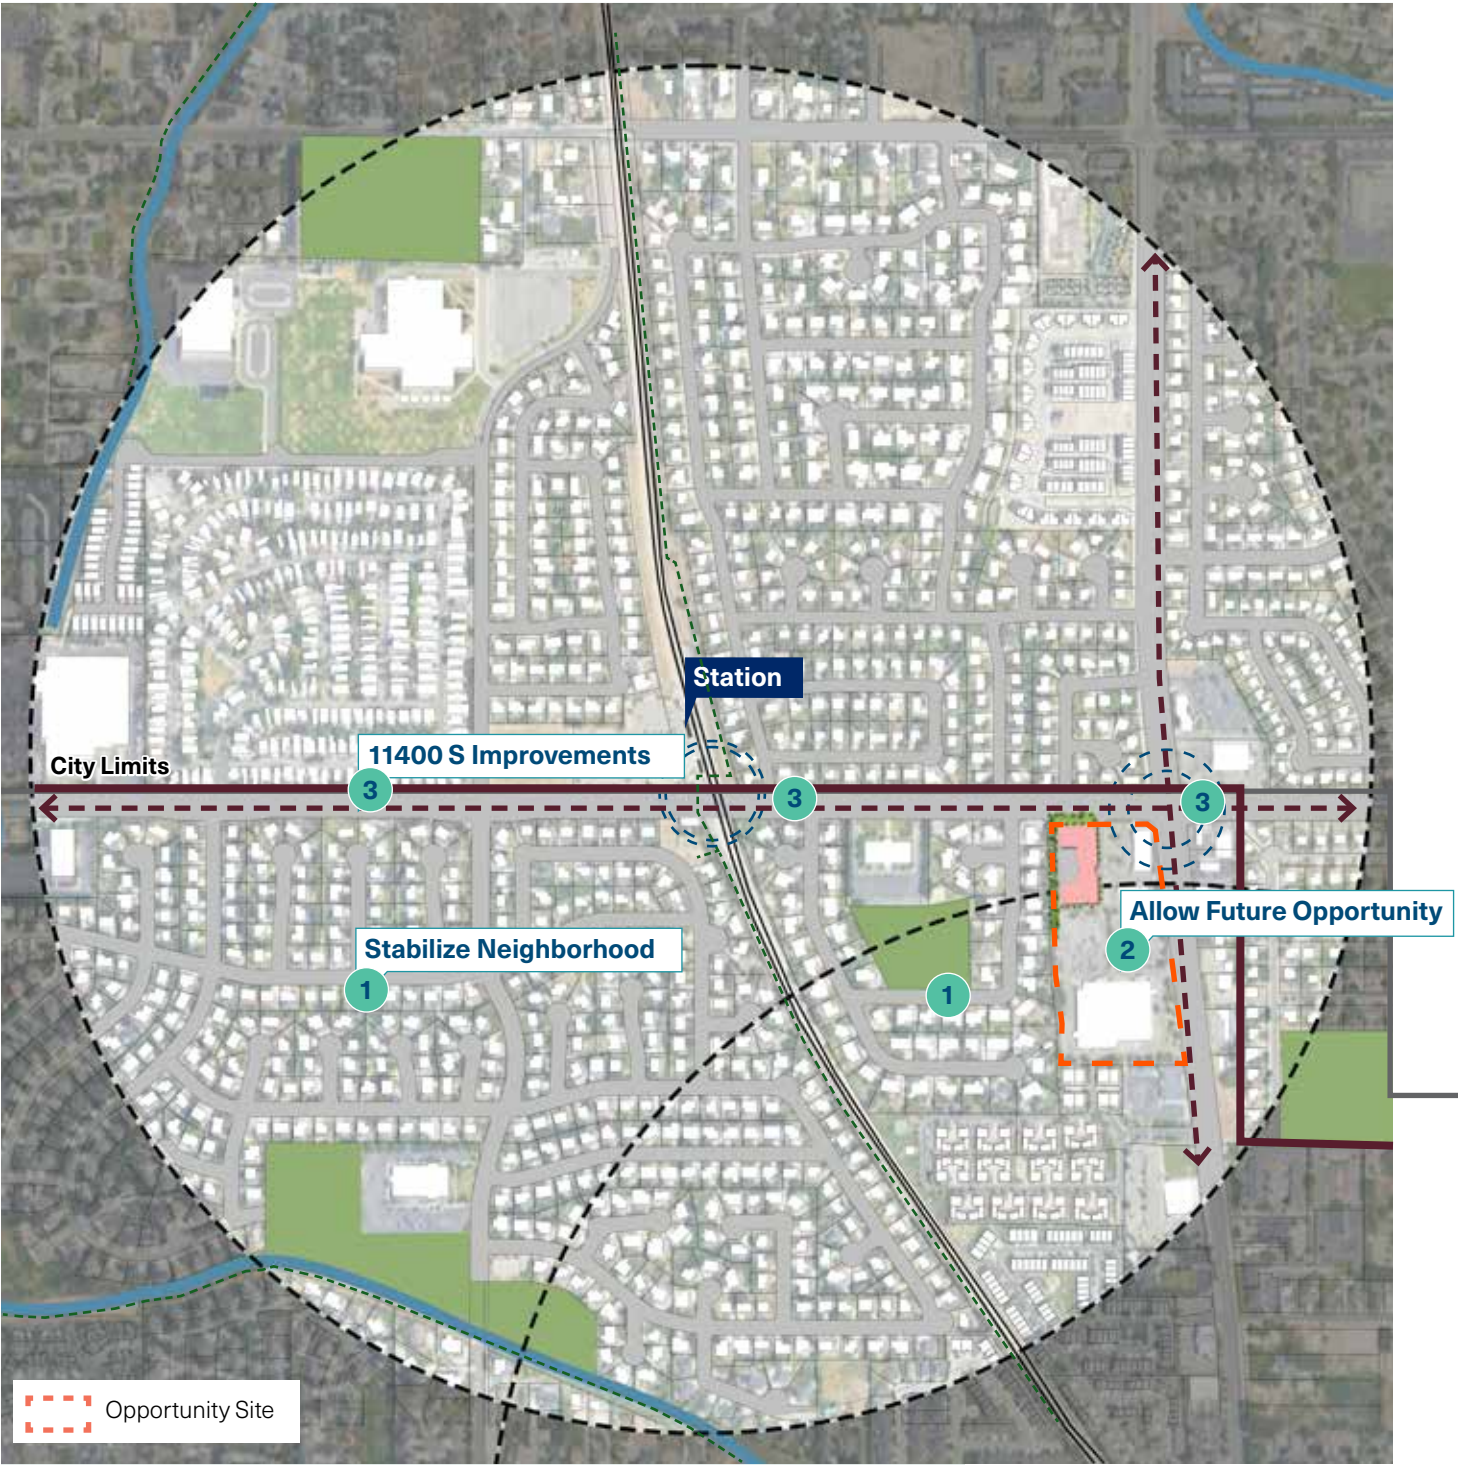 Station
11400 S Improvements
City Limits
3
3
3
Allow Future Opportunity
2
Stabilize Neighborhood
1
1
Opportunity Site